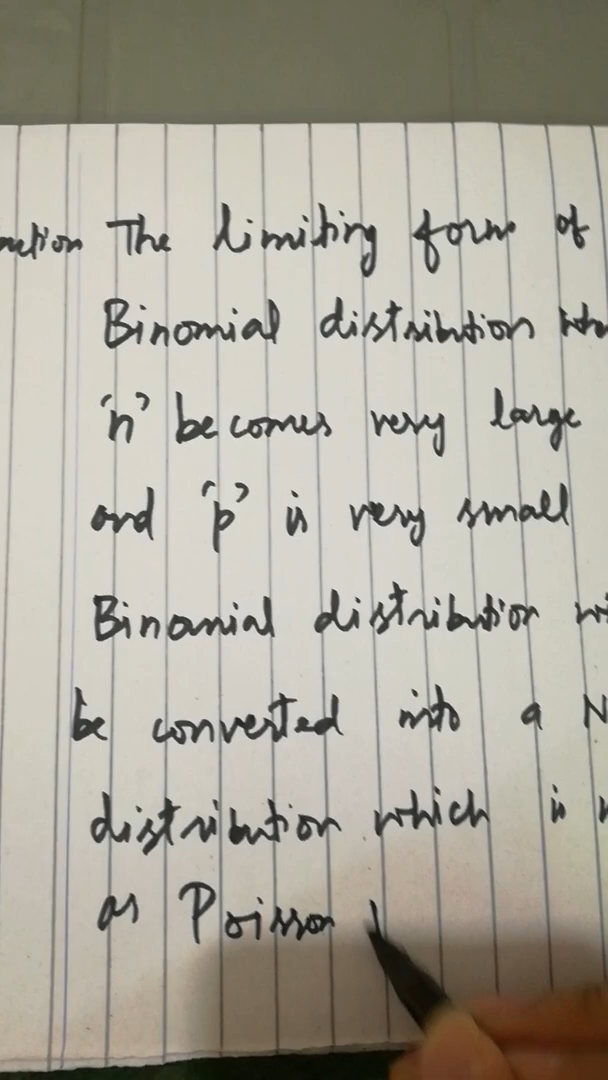 The limiting form of
Binomial distribution
'n' becomes very large
and 'p' is very small
Binomial distribution
be converted into a
distribution which is
as Poisson